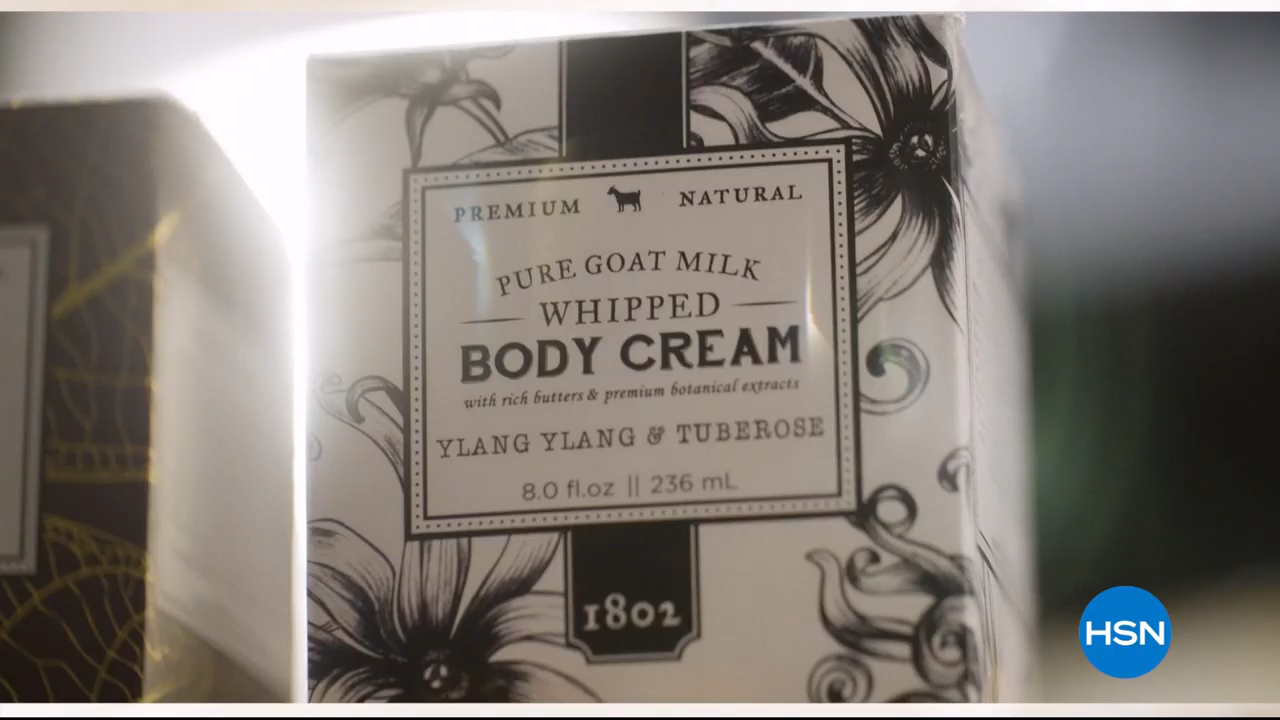 PREMIUM NATURAL
PURE GOAT MILK
WHIPPED
BODY CREAM
with rich butters & premium botanical extracts
YLANG YLANG & TUBEROSE
8.0 fl.oz || 236 mL
1802
HSN